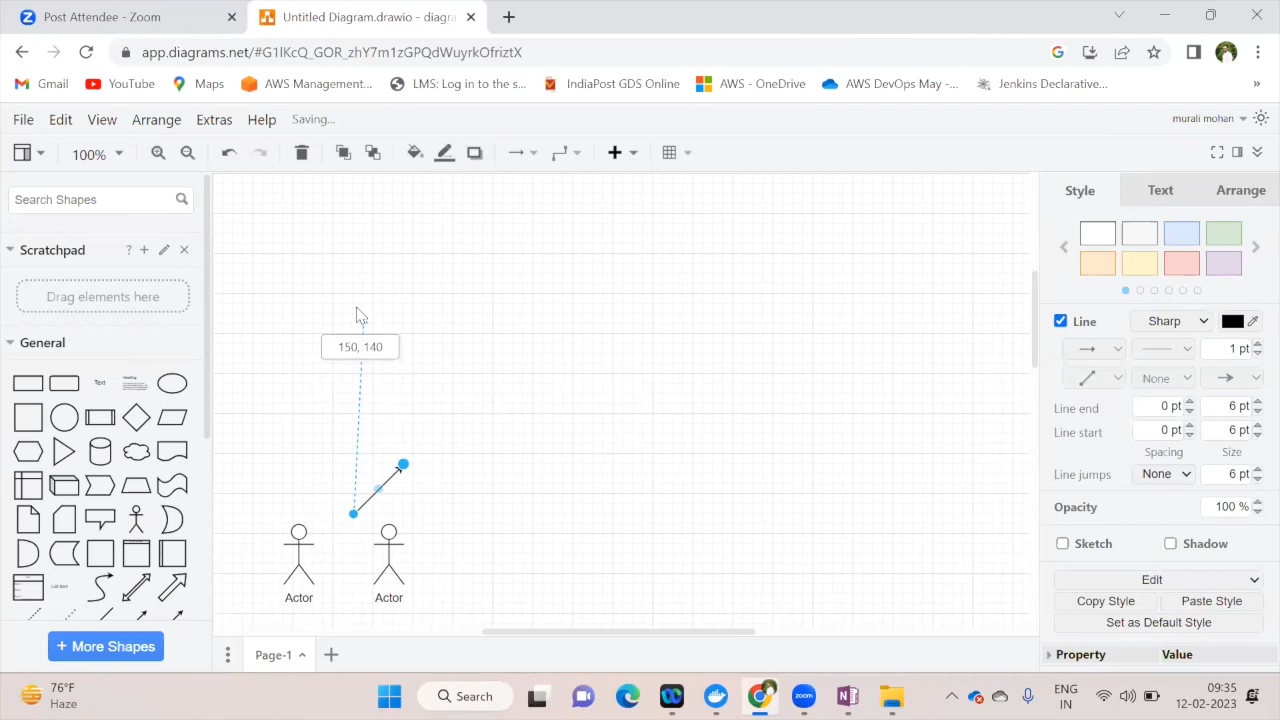 Post Attendee - Zoom
Untitled Diagram.drawio - diagra
app.diagrams.net/#G1lKcQ_GOR_zhY7m1zGPQdWuyrkOfriztX
Gmail
YouTube
Maps
AWS Management...
LMS: Log in to the s...
IndiaPost GDS Online
AWS - OneDrive
AWS DevOps May -...
Jenkins Declarative...
»
File
Edit
View
Arrange
Extras
Help
Saving...
murali mohan
100%
Search Shapes
Scratchpad
?
Drag elements here
General
Text
Heading
List Item
+ More Shapes
150, 140
Actor
Actor
Page-1
Style
Text
Arrange
Line
Sharp
1 pt
None
Line end
0 pt
6 pt
Line start
0 pt
6 pt
Spacing
Size
Line jumps
None
6 pt
Opacity
100 %
Sketch
Shadow
Edit
Copy Style
Paste Style
Set as Default Style
Property
Value
76°F
Haze
Search
ENG
IN
09:35
12-02-2023